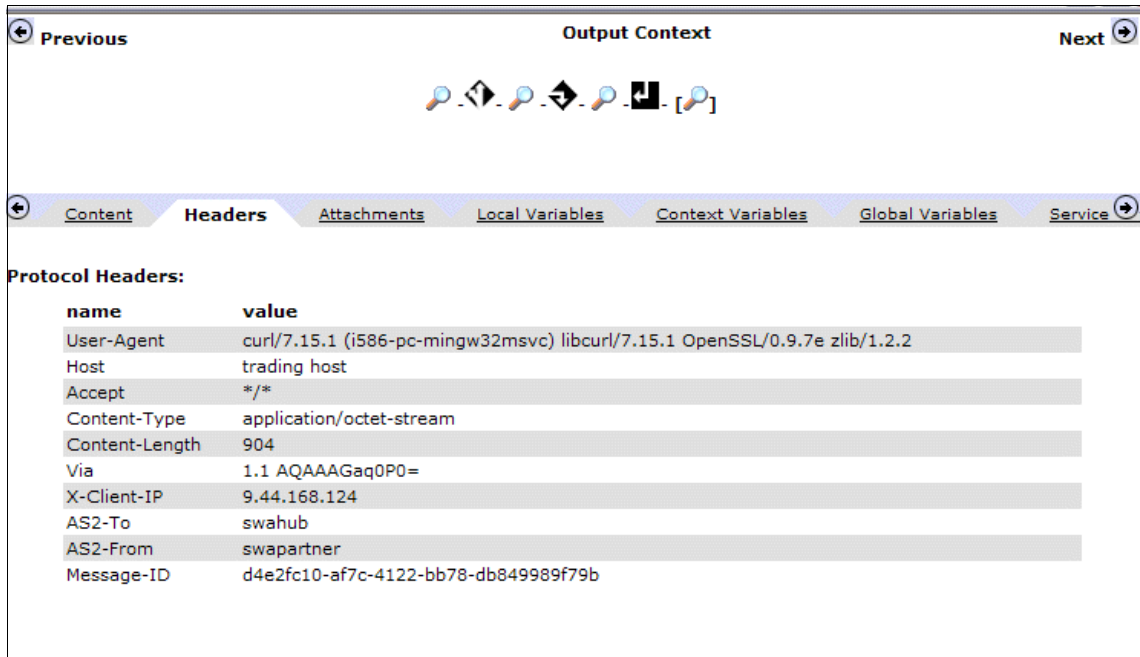 Previous Output Context Next
[ ]
Content Headers Attachments Local Variables Context Variables Global Variables Service
Protocol Headers:
name value
User-Agent curl/7.15.1 (i586-pc-mingw32msvc) libcurl/7.15.1 OpenSSL/0.9.7e zlib/1.2.2
Host trading host
Accept */*
Content-Type application/octet-stream
Content-Length 904
Via 1.1 AQAAAGaq0P0=
X-Client-IP 9.44.168.124
AS2-To swahub
AS2-From swapartner
Message-ID d4e2fc10-af7c-4122-bb78-db849989f79b